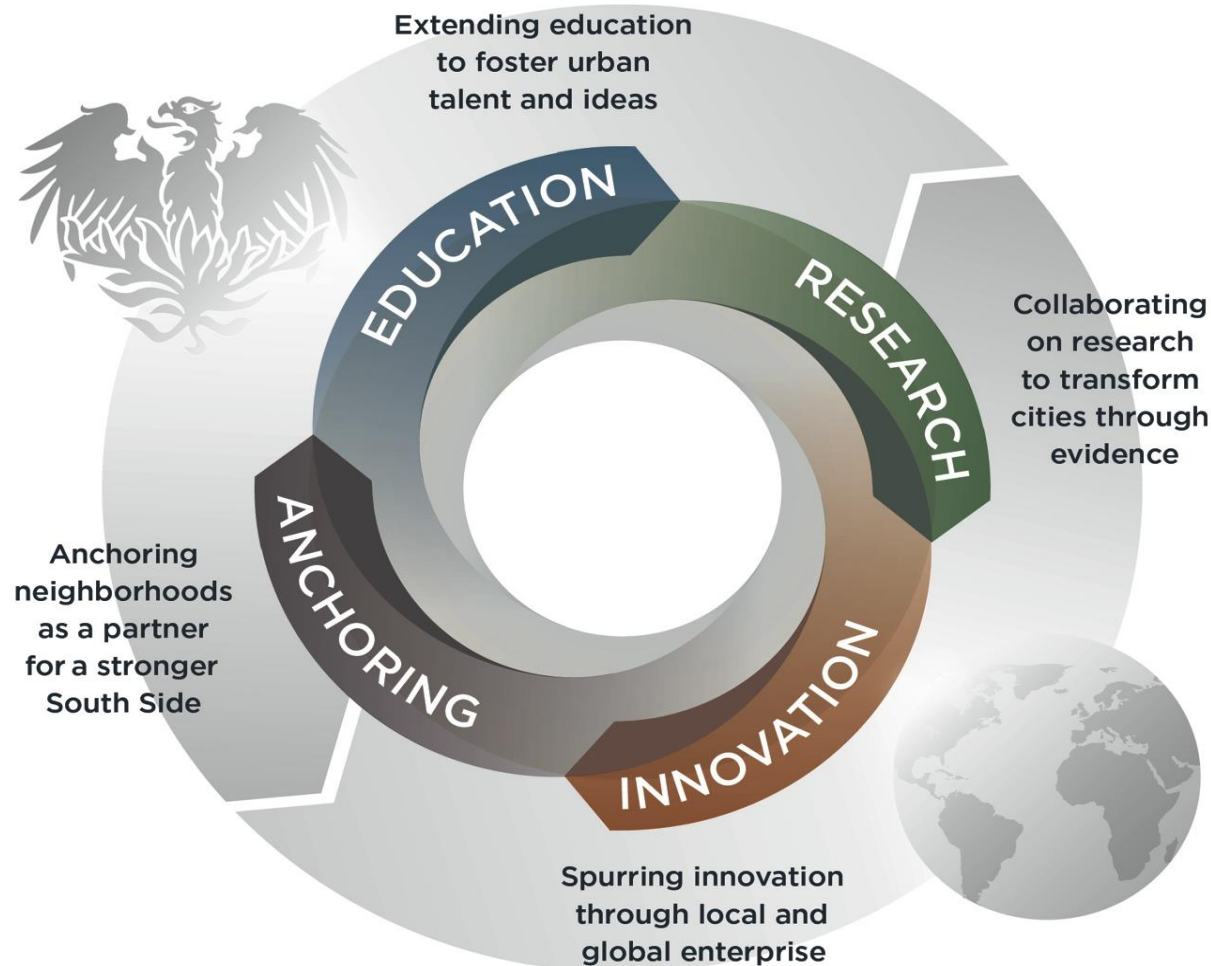 Extending education
to foster urban
talent and ideas
EDUCATION
RESEARCH
Collaborating
on research
to transform
cities through
evidence
INNOVATION
Spurring innovation
through local and
global enterprise
ANCHORING
Anchoring
neighborhoods
as a partner
for a stronger
South Side